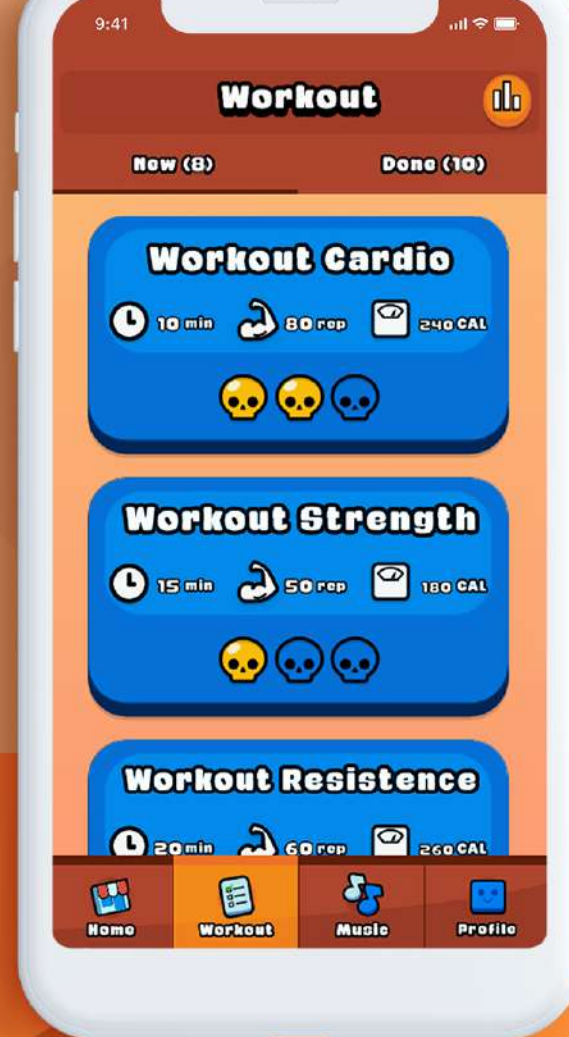 9:41
Workout
New (8)
Done (10)
Workout Cardio
10 min 80 rep 240 CAL
Workout Strength
15 min 50 rep 180 CAL
Workout Resistence
20 min 60 rep 260 CAL
Home Workout Music Profile